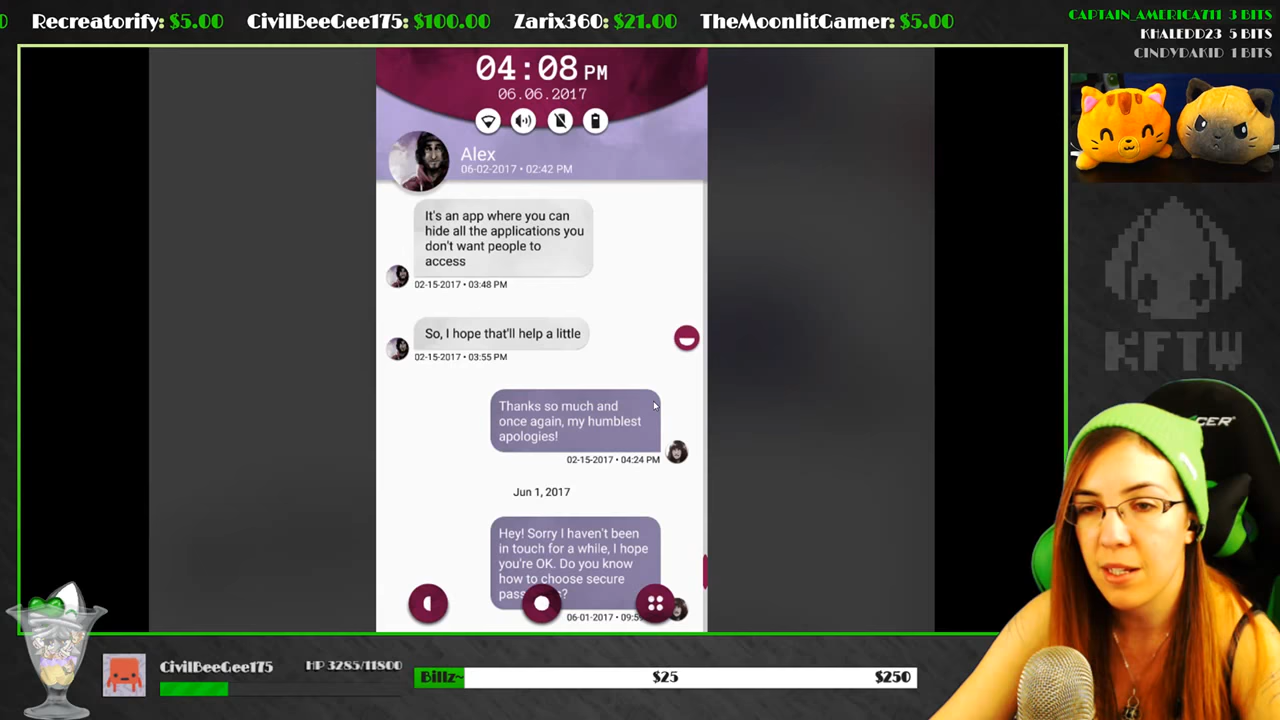 Recreatorify: $5.00 CivilBeeGee175: $100.00 Zarix360: $21.00 TheMoonlitGamer: $5.00
CAPTAIN_AMERICA711 3 BITS
KHALEDD23 5 BITS
CINDYDAKID 1 BITS
04:08 PM
06.06.2017
Alex
06-02-2017 • 02:42 PM
It's an app where you can
hide all the applications you
don't want people to
access
02-15-2017 • 03:48 PM
So, I hope that'll help a little
02-15-2017 • 03:55 PM
Thanks so much and
once again, my humblest
apologies!
02-15-2017 • 04:24 PM
Jun 1, 2017
Hey! Sorry I haven't been
in touch for a while, I hope
you're OK. Do you know
how to choose secure
06-01-2017 •
KFTW
CivilBeeGee175
HP 3285/11800
Billz~
$25
$250